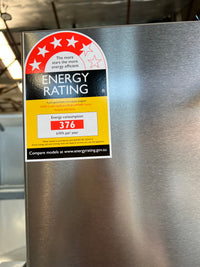 The more
stars the more
energy efficient
ENERGY
RATING
Energy consumption
376
kWh per year
Compare models at www.energyrating.gov.au